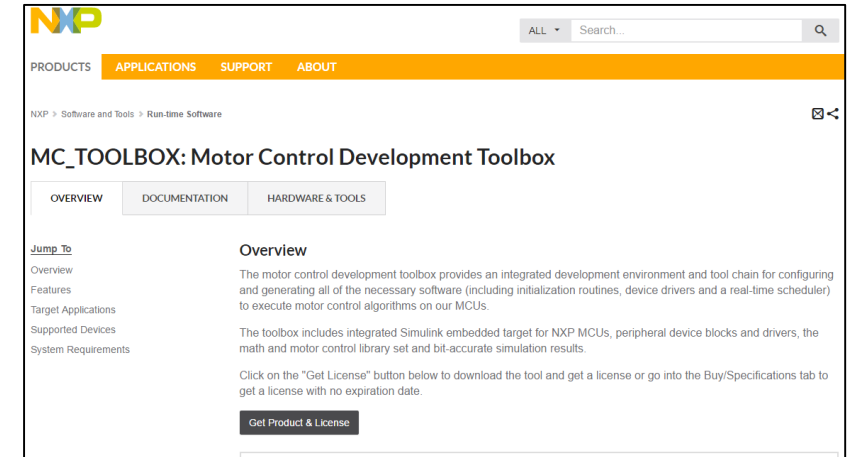 NXP
ALL Search...
PRODUCTS APPLICATIONS SUPPORT ABOUT
NXP > Software and Tools > Run-time Software
MC_TOOLBOX: Motor Control Development Toolbox
OVERVIEW DOCUMENTATION HARDWARE & TOOLS
Jump To
Overview
Features
Target Applications
Supported Devices
System Requirements
Overview
The motor control development toolbox provides an integrated development environment and tool chain for configuring
and generating all of the necessary software (including initialization routines, device drivers and a real-time scheduler)
to execute motor control algorithms on our MCUs.
The toolbox includes integrated Simulink embedded target for NXP MCUs, peripheral device blocks and drivers, the
math and motor control library set and bit-accurate simulation results.
Click on the "Get License" button below to download the tool and get a license or go into the Buy/Specifications tab to
get a license with no expiration date.
Get Product & License